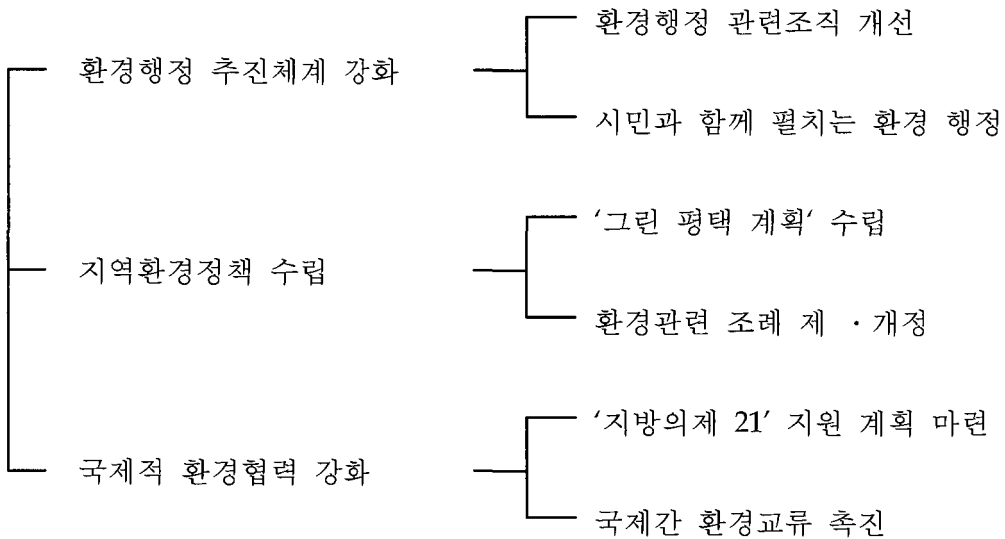 환경행정 추진체계 강화
환경행정 관련조직 개선
시민과 함께 펼치는 환경 행정
지역환경정책 수립
'그린 평택 계획' 수립
환경관련 조례 제 · 개정
국제적 환경협력 강화
'지방의제 21' 지원 계획 마련
국제간 환경교류 촉진